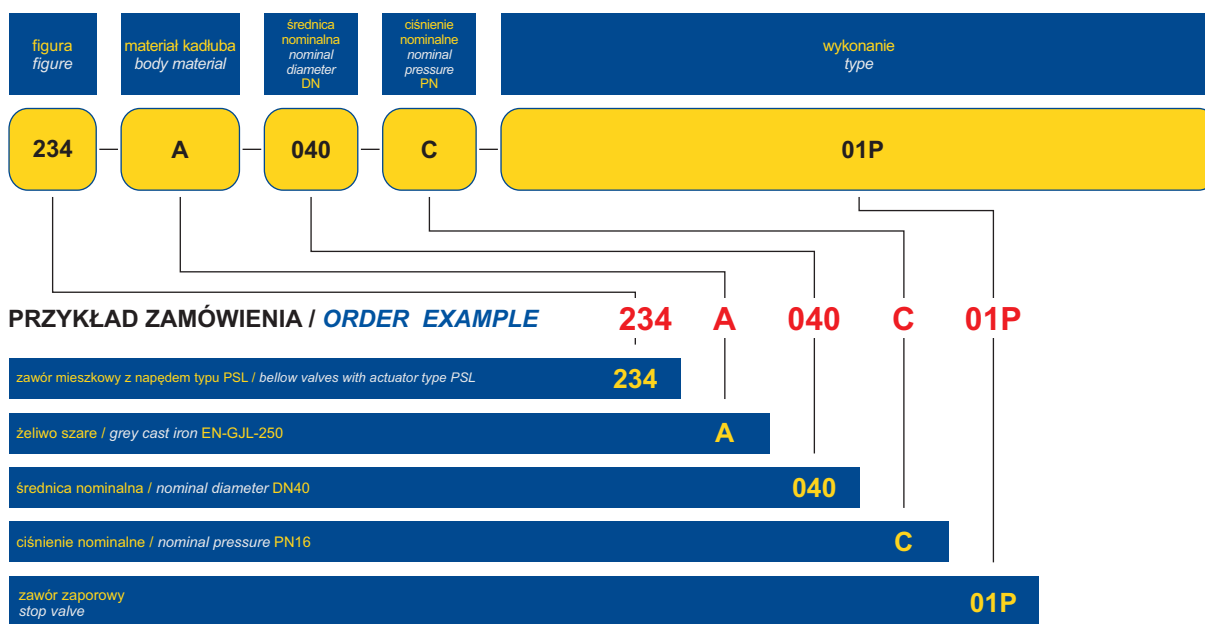 figura
figure
materiał kadłuba
body material
średnica
nominalna
nominal
diameter
DN
ciśnienie
nominalne
nominal
pressure
PN
wykonanie
type
234
A
040
C
01P
PRZYKŁAD ZAMÓWIENIA / ORDER EXAMPLE 234 A 040 C 01P
zawór mieszkowy z napędem typu PSL / bellow valves with actuator type PSL 234
żeliwo szare / grey cast iron EN-GJL-250 A
średnica nominalna / nominal diameter DN40 040
ciśnienie nominalne / nominal pressure PN16 C
zawór zaporowy
stop valve
01P